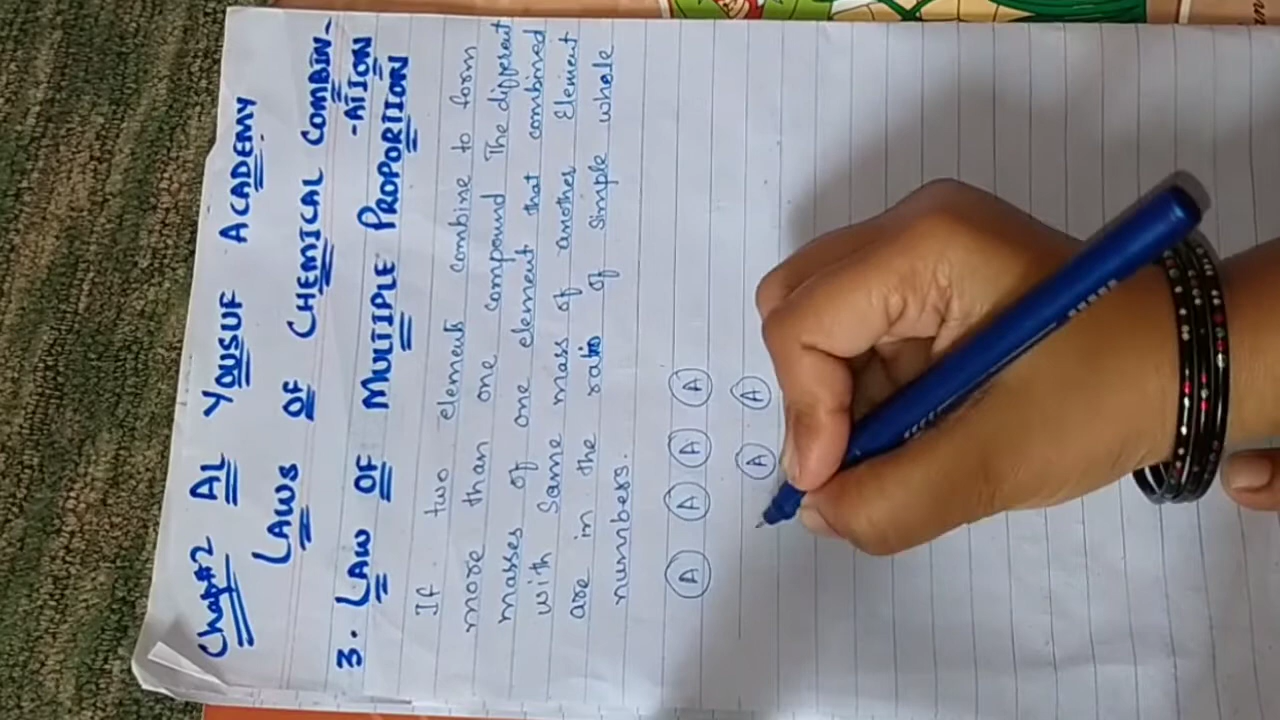 Chap#2 AL YOUSUF ACADEMY.
LAWS OF CHEMICAL COMBIN-
-ATION
3. LAW OF MULTIPLE PROPORTION
If two elements combine to form
more than one compound The different
masses of one element that combined
with same mass of another Element
are in the ratio of simple whole
numbers.
A A A A
A A